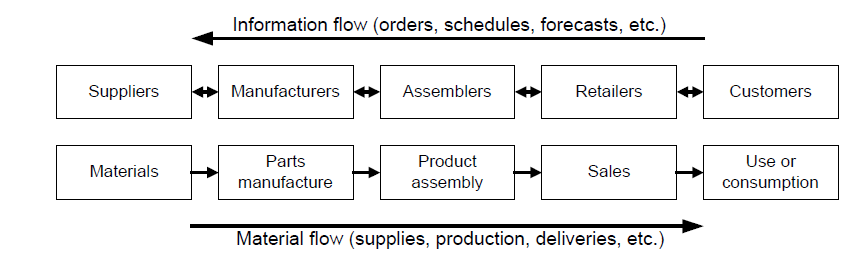 Information flow (orders, schedules, forecasts, etc.)
Suppliers
Manufacturers
Assemblers
Retailers
Customers
Materials
Parts
manufacture
Product
assembly
Sales
Use or
consumption
Material flow (supplies, production, deliveries, etc.)